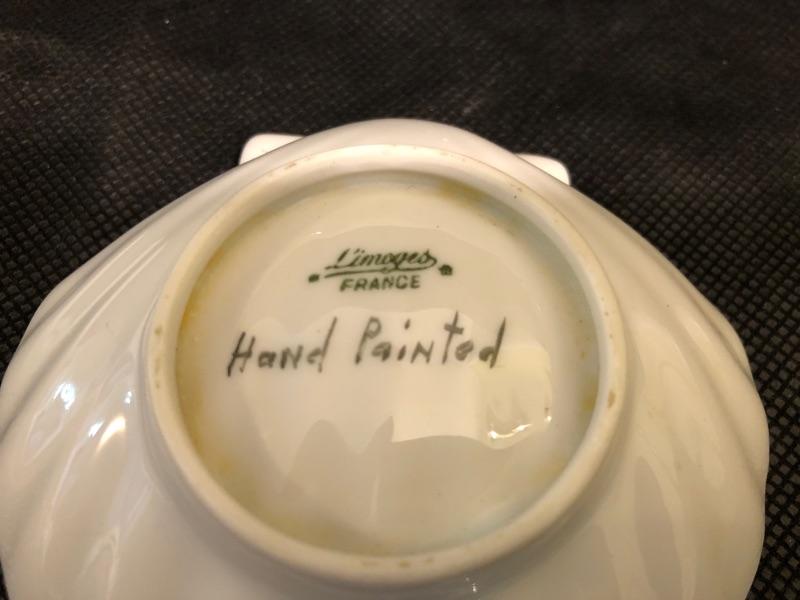 Limoges
FRANCE
Hand Painted